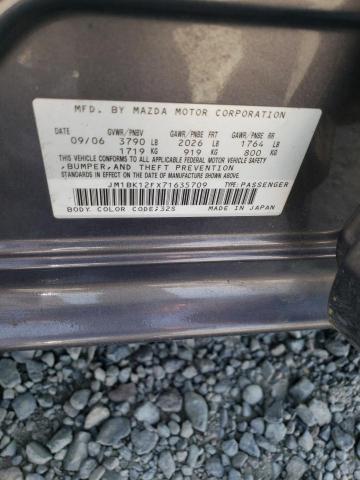 MFD. BY MAZDA MOTOR CORPORATION
GVWR/PNBV GAWR/PNBE FRT GAWR/PNBE RR
09/06 3790 LB 2026 LB 1764 LB
1719 KG 919 KG 800 KG
THIS VEHICLE CONFORMS TO ALL APPLICABLE FEDERAL MOTOR VEHICLE SAFETY
,BUMPER, AND THEFT PREVENTION
STANDARDS IN EFFECT ON THE DATE OF MANUFACTURE SHOWN ABOVE.
JM1BK12FX71635709 TYPE:PASSENGER
BODY COLOR CODE:32S MADE IN JAPAN